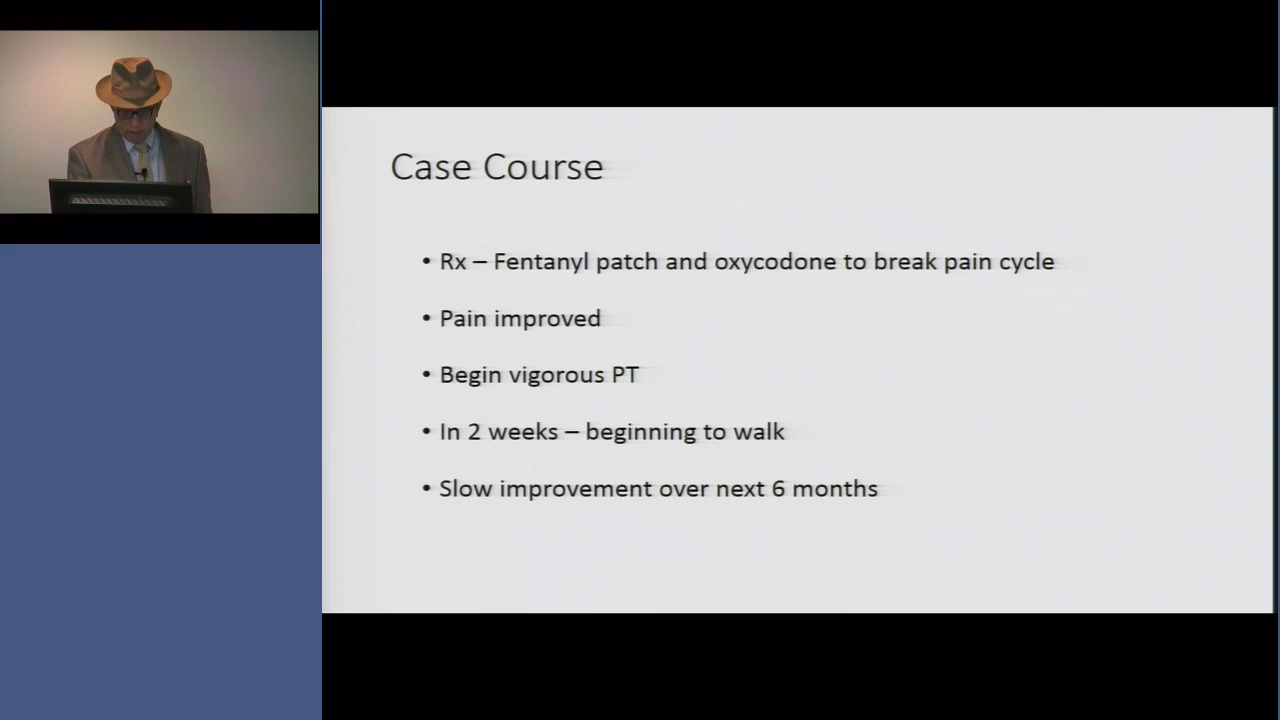 Case Course
• Rx – Fentanyl patch and oxycodone to break pain cycle
• Pain improved
• Begin vigorous PT
• In 2 weeks – beginning to walk
• Slow improvement over next 6 months